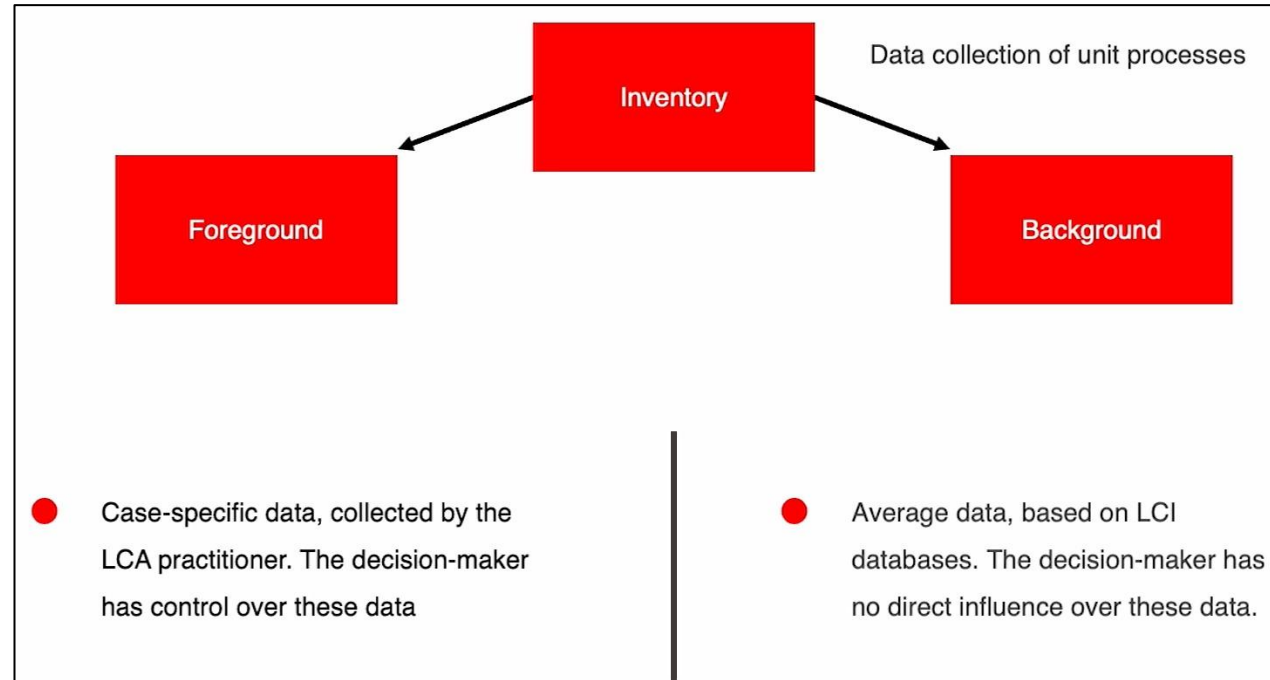 Data collection of unit processes
Inventory
Foreground
Background
Case-specific data, collected by the
LCA practitioner. The decision-maker
has control over these data
Average data, based on LCI
databases. The decision-maker has
no direct influence over these data.